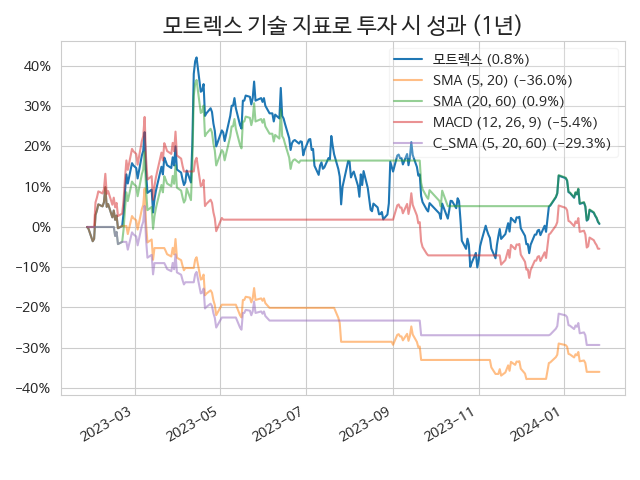 모트렉스 기술 지표로 투자 시 성과 (1년)
모트렉스 (0.8%)
SMA (5, 20) (−36.0%)
SMA (20, 60) (0.9%)
MACD (12, 26, 9) (−5.4%)
C_SMA (5, 20, 60) (−29.3%)
40%
30%
20%
10%
0%
−10%
−20%
−30%
−40%
2023−03
2023−05
2023−07
2023−09
2023−11
2024−01